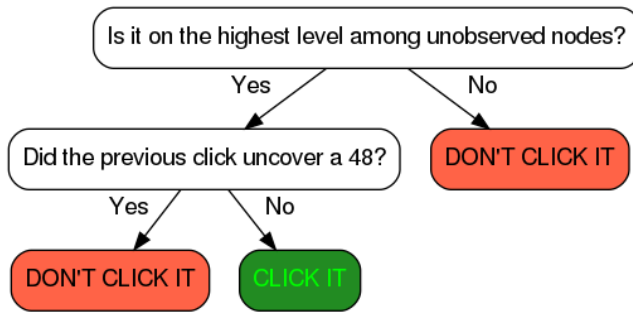 Is it on the highest level among unobserved nodes?
Yes
No
Did the previous click uncover a 48?
DON'T CLICK IT
Yes
No
DON'T CLICK IT
CLICK IT